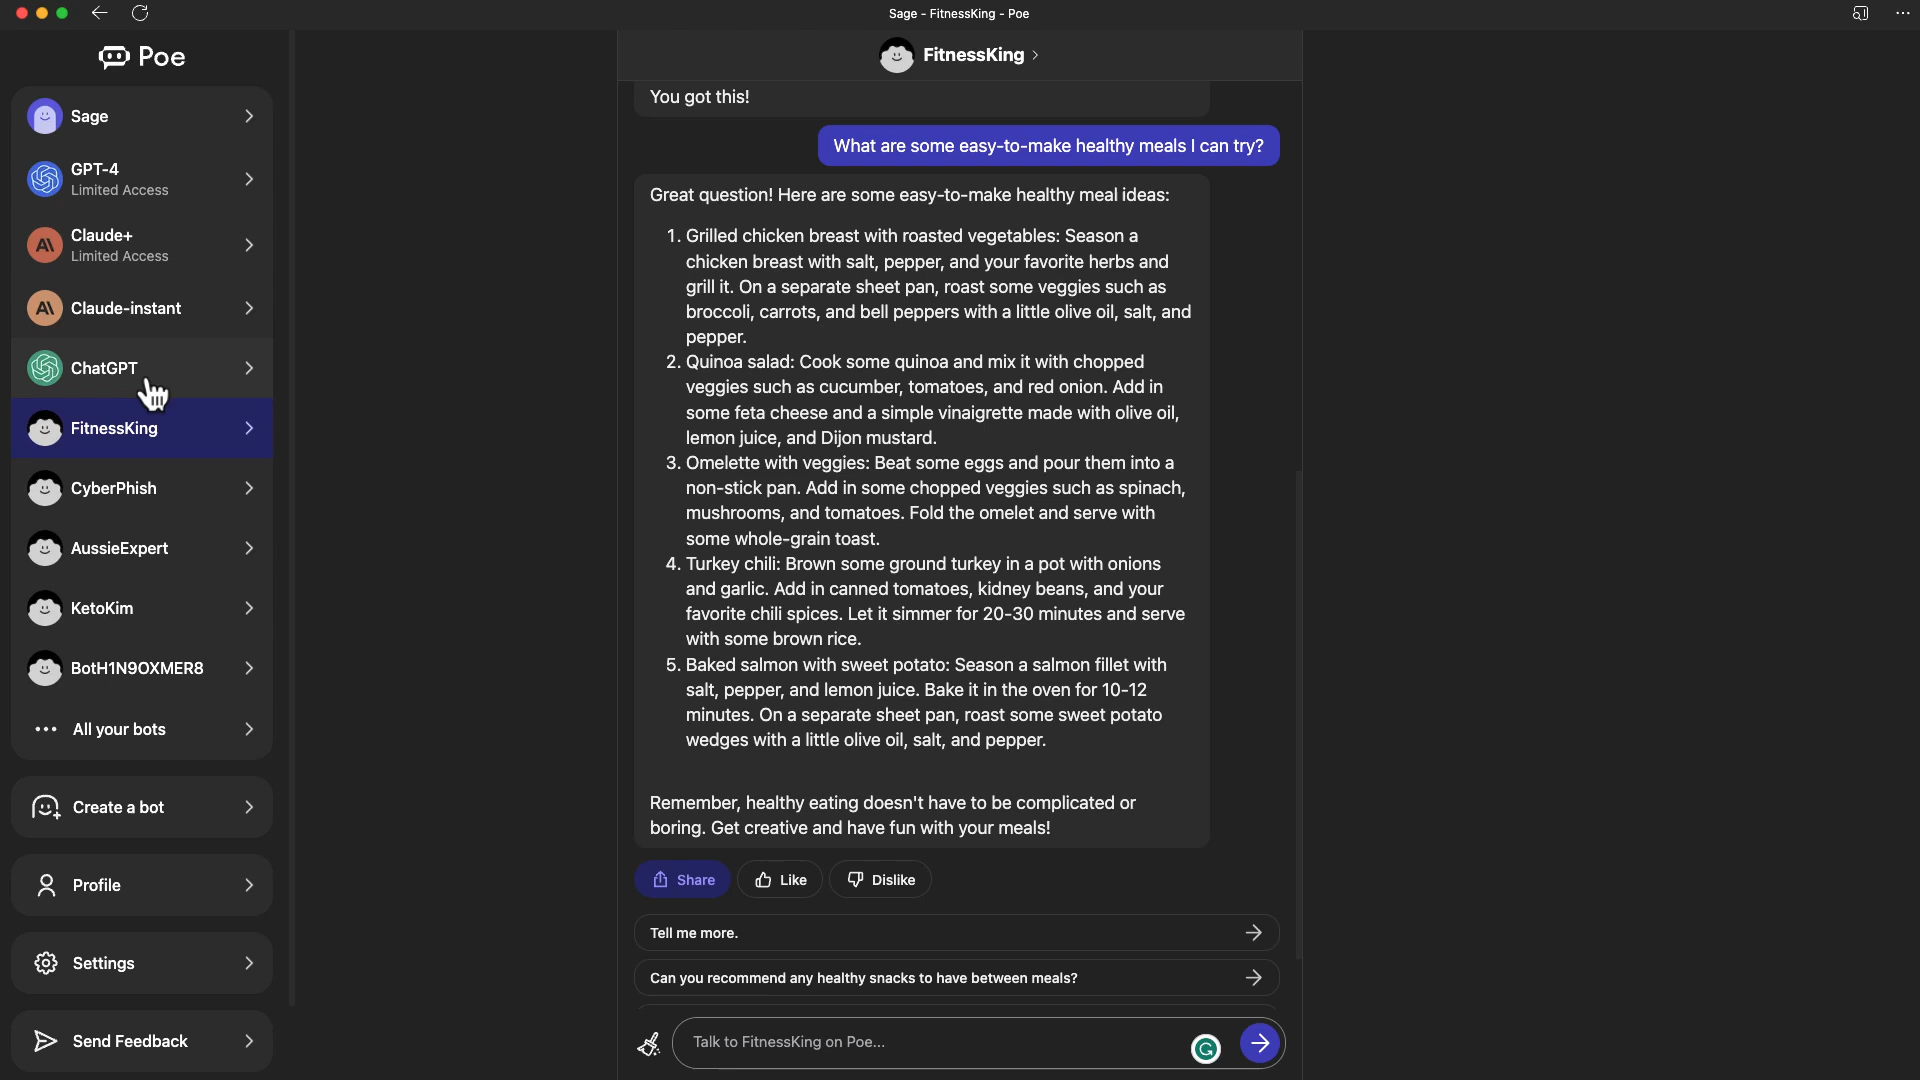 Sage - FitnessKing - Poe
Poe
Sage
GPT-4
Limited Access
Claude+
Limited Access
Claude-instant
ChatGPT
FitnessKing
CyberPhish
AussieExpert
KetoKim
BotH1N9OXMER8
All your bots
Create a bot
Profile
Settings
Send Feedback
FitnessKing
You got this!
What are some easy-to-make healthy meals I can try?
Great question! Here are some easy-to-make healthy meal ideas:
1. Grilled chicken breast with roasted vegetables: Season a
chicken breast with salt, pepper, and your favorite herbs and
grill it. On a separate sheet pan, roast some veggies such as
broccoli, carrots, and bell peppers with a little olive oil, salt, and
pepper.
2. Quinoa salad: Cook some quinoa and mix it with chopped
veggies such as cucumber, tomatoes, and red onion. Add in
some feta cheese and a simple vinaigrette made with olive oil,
lemon juice, and Dijon mustard.
3. Omelette with veggies: Beat some eggs and pour them into a
non-stick pan. Add in some chopped veggies such as spinach,
mushrooms, and tomatoes. Fold the omelet and serve with
some whole-grain toast.
4. Turkey chili: Brown some ground turkey in a pot with onions
and garlic. Add in canned tomatoes, kidney beans, and your
favorite chili spices. Let it simmer for 20-30 minutes and serve
with some brown rice.
5. Baked salmon with sweet potato: Season a salmon fillet with
salt, pepper, and lemon juice. Bake it in the oven for 10-12
minutes. On a separate sheet pan, roast some sweet potato
wedges with a little olive oil, salt, and pepper.
Remember, healthy eating doesn't have to be complicated or
boring. Get creative and have fun with your meals!
Share Like Dislike
Tell me more.
Can you recommend any healthy snacks to have between meals?
Talk to FitnessKing on Poe...